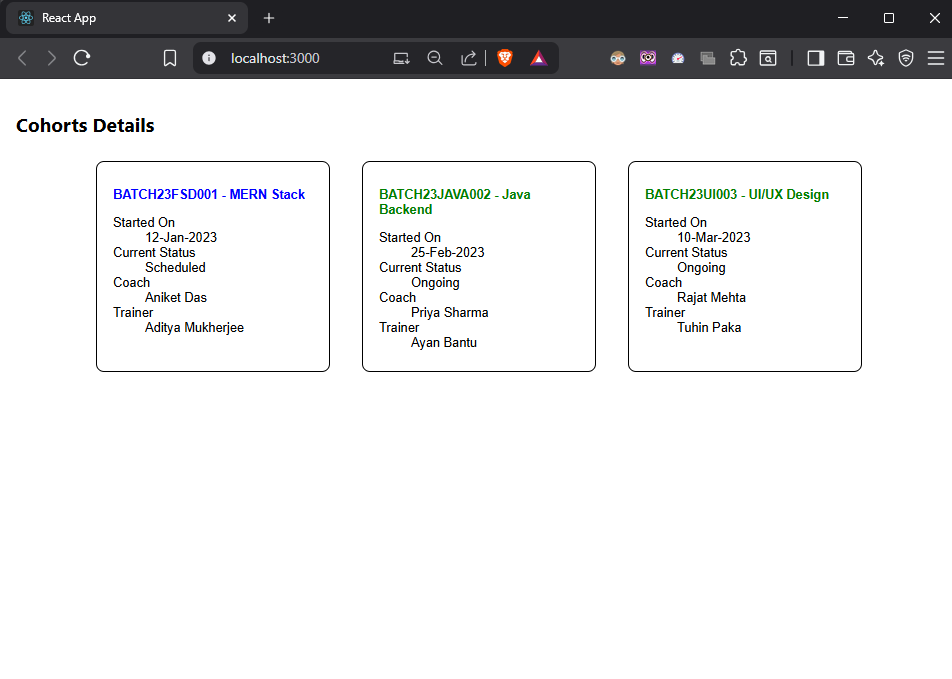 React App
localhost:3000
Cohorts Details
BATCH23FSD001 - MERN Stack
Started On
12-Jan-2023
Current Status
Scheduled
Coach
Aniket Das
Trainer
Aditya Mukherjee
BATCH23JAVA002 - Java
Backend
Started On
25-Feb-2023
Current Status
Ongoing
Coach
Priya Sharma
Trainer
Ayan Bantu
BATCH23UI003 - UI/UX Design
Started On
10-Mar-2023
Current Status
Ongoing
Coach
Rajat Mehta
Trainer
Tuhin Paka